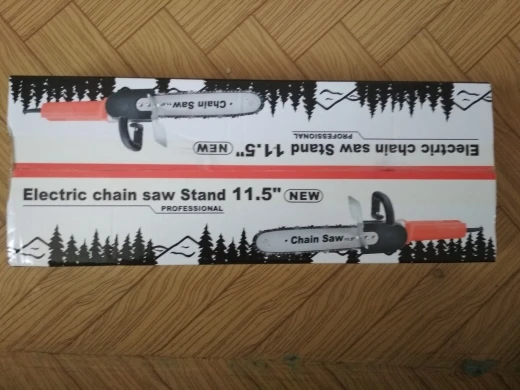 · Chain Saw
Electric chain saw Stand 11.5" NEW
PROFESSIONAL
Electric chain saw Stand 11.5" NEW
PROFESSIONAL
· Chain Saw